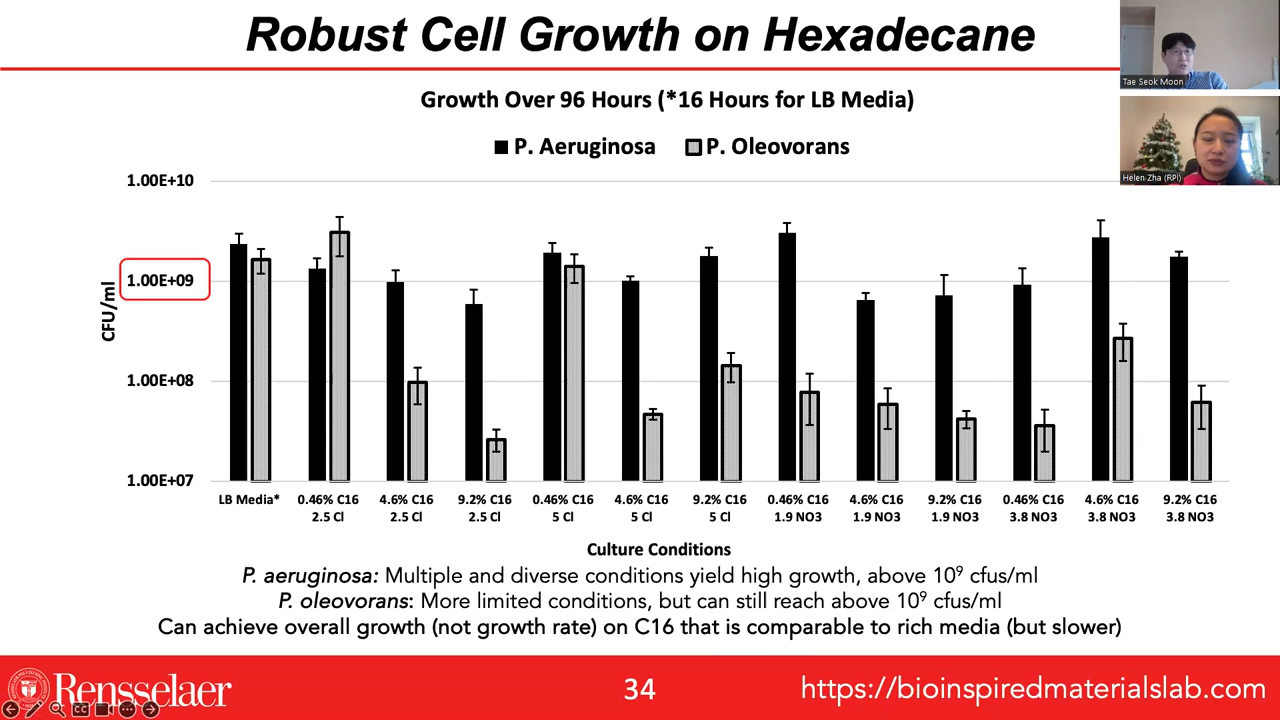 Robust Cell Growth on Hexadecane
Tae Seok Moon
Helen Zha (RPI)
Growth Over 96 Hours (*16 Hours for LB Media)
P. Aeruginosa P. Oleovorans
1.00E+10
1.00E+09
1.00E+08
1.00E+07
CFU/ml
LB Media* 0.46% C16 4.6% C16 9.2% C16 0.46% C16 4.6% C16 9.2% C16 0.46% C16 4.6% C16 9.2% C16 0.46% C16 4.6% C16 9.2% C16
2.5 Cl 2.5 Cl 2.5 Cl 5 Cl 5 Cl 5 Cl 1.9 NO3 1.9 NO3 1.9 NO3 3.8 NO3 3.8 NO3 3.8 NO3
Culture Conditions
P. aeruginosa: Multiple and diverse conditions yield high growth, above 10⁹ cfus/ml
P. oleovorans: More limited conditions, but can still reach above 10⁹ cfus/ml
Can achieve overall growth (not growth rate) on C16 that is comparable to rich media (but slower)
Rensselaer
34
https://bioinspiredmaterialslab.com
CC